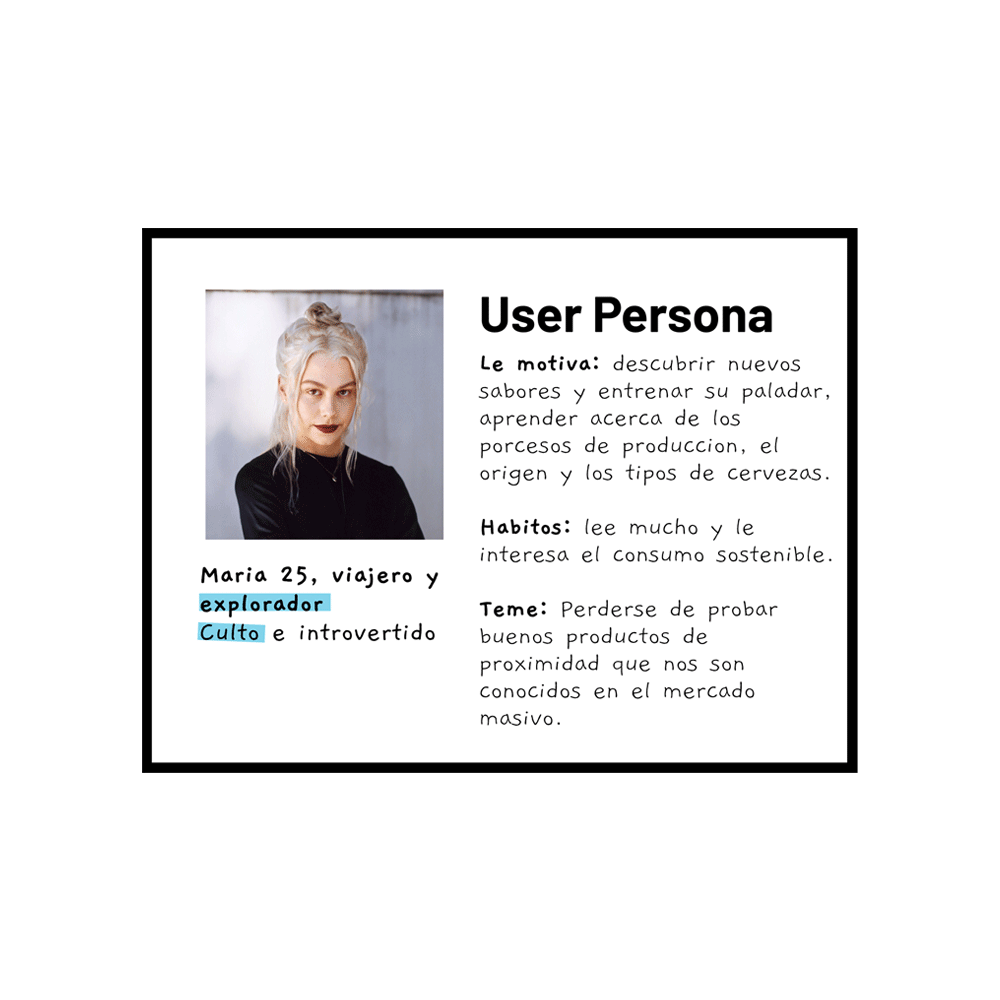 User Persona
Le motiva: descubrir nuevos
sabores y entrenar su paladar,
aprender acerca de los
porcesos de produccion, el
origen y los tipos de cervezas.
Habitos: lee mucho y le
interesa el consumo sostenible.
Teme: Perderse de probar
buenos productos de
proximidad que nos son
conocidos en el mercado
masivo.
Maria 25, viajero y
explorador
Culto e introvertido